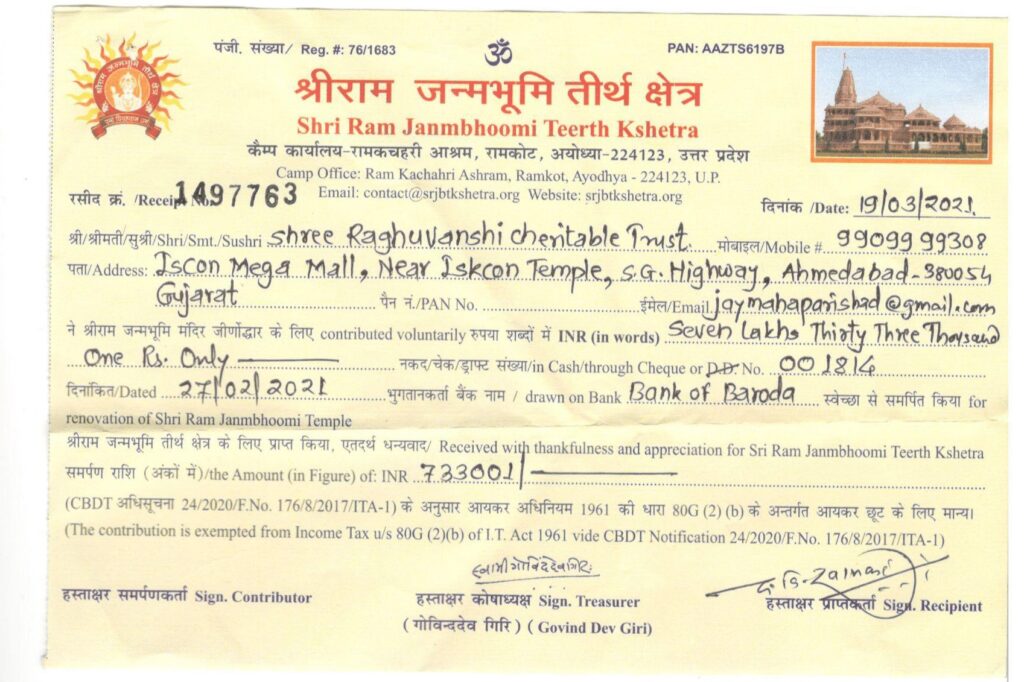 पंजी. संख्या/ Reg. #: 76/1683
ॐ
PAN: AAZTS6197B
श्रीराम जन्मभूमि तीर्थ क्षेत्र
श्रीराम जन्मभूमि तीर्थ क्षेत्र
Shri Ram Janmbhoomi Teerth Kshetra
कैम्प कार्यालय-रामकचहरी आश्रम, रामकोट, अयोध्या-224123, उत्तर प्रदेश
Camp Office: Ram Kachahri Ashram, Ramkot, Ayodhya - 224123, U.P.
Email: contact@srjbtkshetra.org Website: srjbtkshetra.org
रसीद क्रं. /Receipt No. 1497763
दिनांक /Date: 19/03/2021
श्री/श्रीमती/सुश्री/Shri/Smt./Sushri Shree Raghuvanshi Cheritable Trust. मोबाइल/Mobile #. 99099 99308
पता/Address: Iscon Mega Mall, Near Iskcon Temple, S.G. Highway, Ahmedabad-380054
Gujarat पैन नं./PAN No. ईमेल/Email jaymahaparishad@gmail.com
ने श्रीराम जन्मभूमि मंदिर जीर्णोद्धार के लिए contributed voluntarily रुपया शब्दों में INR (in words) Seven Lakhs Thirty Three Thousand
One Rs. Only नकद/चेक/ड्राफ्ट संख्या/in Cash/through Cheque or D.D. No. 001814
दिनांकित/Dated 27/02/2021 भुगतानकर्ता बैंक नाम / drawn on Bank Bank of Baroda स्वेच्छा से समर्पित किया for
renovation of Shri Ram Janmbhoomi Temple
श्रीराम जन्मभूमि तीर्थ क्षेत्र के लिए प्राप्त किया, एतदर्थ धन्यवाद/ Received with thankfulness and appreciation for Sri Ram Janmbhoomi Teerth Kshetra
समर्पण राशि (अंकों में)/the Amount (in Figure) of: INR 733001/
(CBDT अधिसूचना 24/2020/F.No. 176/8/2017/ITA-1) के अनुसार आयकर अधिनियम 1961 की धारा 80G (2) (b) के अन्तर्गत आयकर छूट के लिए मान्य।
(The contribution is exempted from Income Tax u/s 80G (2)(b) of I.T. Act 1961 vide CBDT Notification 24/2020/F.No. 176/8/2017/ITA-1)
स्वामी गोविंददेवगिरि
हस्ताक्षर समर्पणकर्ता Sign. Contributor
हस्ताक्षर कोषाध्यक्ष Sign. Treasurer
हस्ताक्षर प्राप्तकर्ता Sign. Recipient
( गोविन्ददेव गिरि ) ( Govind Dev Giri)